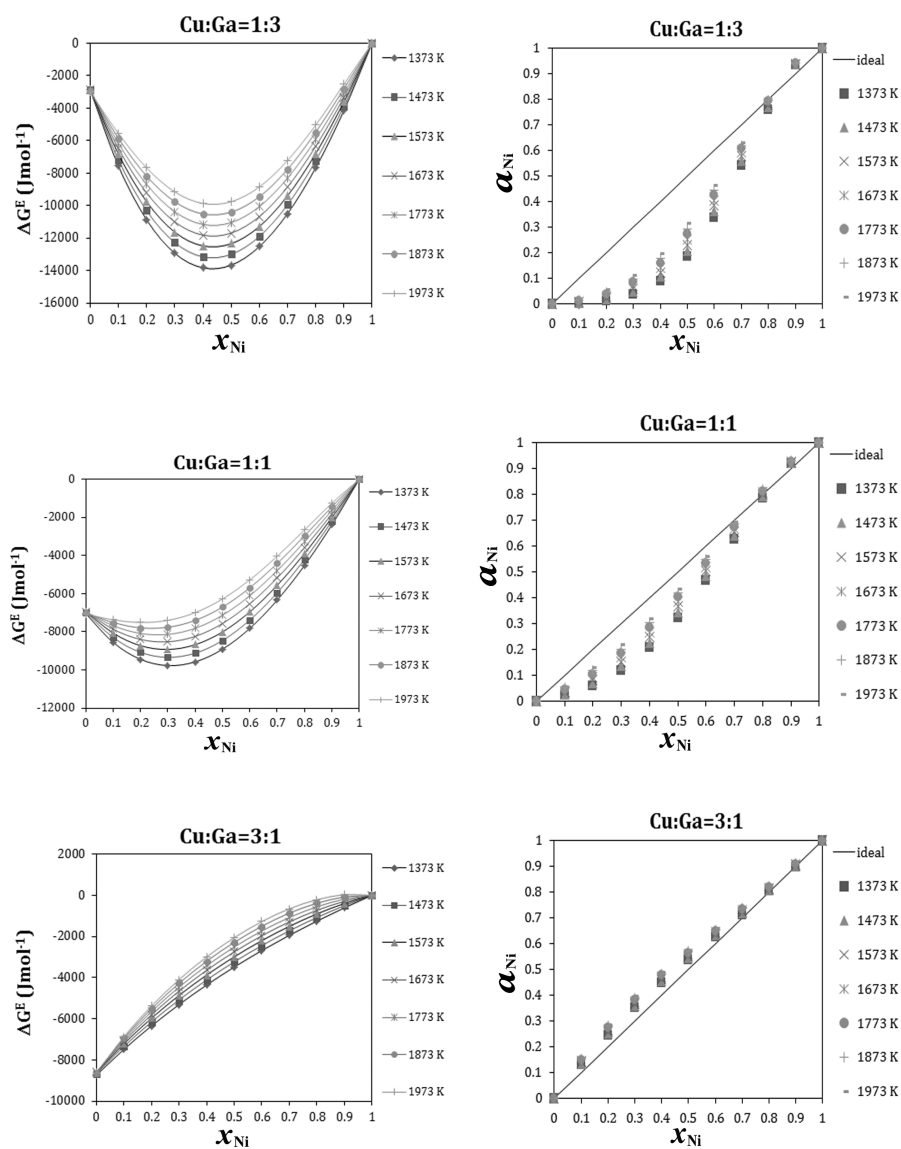 Cu:Ga=1:3
0
-2000
-4000
-6000
-8000
-10000
-12000
-14000
-16000
ΔGᴱ (Jmol⁻¹)
0 0.1 0.2 0.3 0.4 0.5 0.6 0.7 0.8 0.9 1
xNi
1373 K
1473 K
1573 K
1673 K
1773 K
1873 K
1973 K
Cu:Ga=1:3
1
0.9
0.8
0.7
0.6
0.5
0.4
0.3
0.2
0.1
0
aNi
0 0.1 0.2 0.3 0.4 0.5 0.6 0.7 0.8 0.9 1
xNi
ideal
1373 K
1473 K
1573 K
1673 K
1773 K
1873 K
1973 K
Cu:Ga=1:1
0
-2000
-4000
-6000
-8000
-10000
-12000
ΔGᴱ (Jmol⁻¹)
0 0.1 0.2 0.3 0.4 0.5 0.6 0.7 0.8 0.9 1
xNi
1373 K
1473 K
1573 K
1673 K
1773 K
1873 K
1973 K
Cu:Ga=1:1
1
0.9
0.8
0.7
0.6
0.5
0.4
0.3
0.2
0.1
0
aNi
0 0.1 0.2 0.3 0.4 0.5 0.6 0.7 0.8 0.9 1
xNi
ideal
1373 K
1473 K
1573 K
1673 K
1773 K
1873 K
1973 K
Cu:Ga=3:1
2000
0
-2000
-4000
-6000
-8000
-10000
ΔGᴱ (Jmol⁻¹)
0 0.1 0.2 0.3 0.4 0.5 0.6 0.7 0.8 0.9 1
xNi
1373 K
1473 K
1573 K
1673 K
1773 K
1873 K
1973 K
Cu:Ga=3:1
1
0.9
0.8
0.7
0.6
0.5
0.4
0.3
0.2
0.1
0
aNi
0 0.1 0.2 0.3 0.4 0.5 0.6 0.7 0.8 0.9 1
xNi
ideal
1373 K
1473 K
1573 K
1673 K
1773 K
1873 K
1973 K